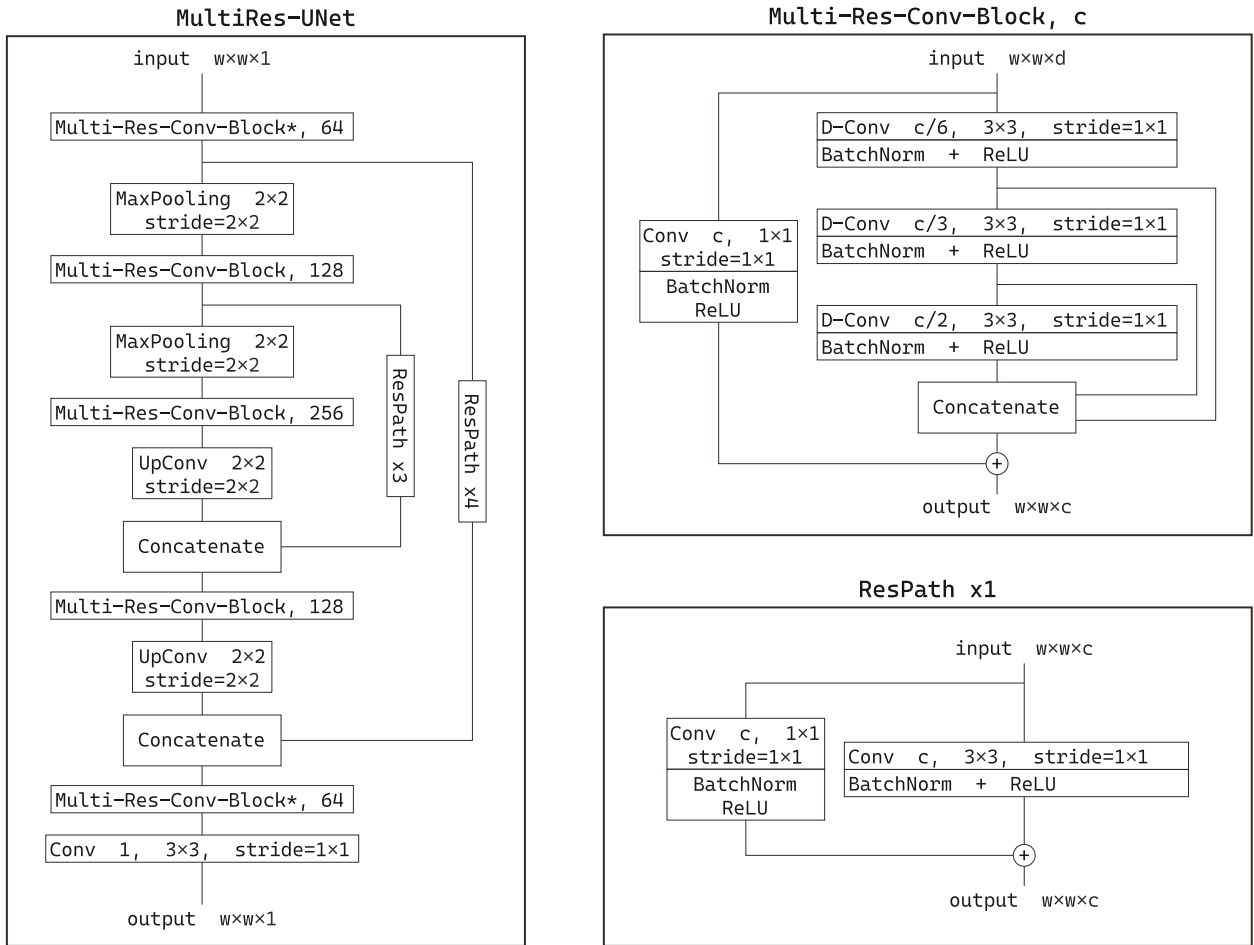 MultiRes-UNet
input w×w×1
Multi-Res-Conv-Block*, 64
MaxPooling 2×2
stride=2×2
Multi-Res-Conv-Block, 128
MaxPooling 2×2
stride=2×2
Multi-Res-Conv-Block, 256
UpConv 2×2
stride=2×2
Concatenate
Multi-Res-Conv-Block, 128
UpConv 2×2
stride=2×2
Concatenate
Multi-Res-Conv-Block*, 64
Conv 1, 3×3, stride=1×1
output w×w×1
ResPath x3
ResPath x4
Multi-Res-Conv-Block, c
input w×w×d
D-Conv c/6, 3×3, stride=1×1
BatchNorm + ReLU
D-Conv c/3, 3×3, stride=1×1
BatchNorm + ReLU
D-Conv c/2, 3×3, stride=1×1
BatchNorm + ReLU
Conv c, 1×1
stride=1×1
BatchNorm
ReLU
Concatenate
+
output w×w×c
ResPath x1
input w×w×c
Conv c, 1×1
stride=1×1
BatchNorm
ReLU
Conv c, 3×3, stride=1×1
BatchNorm + ReLU
+
output w×w×c